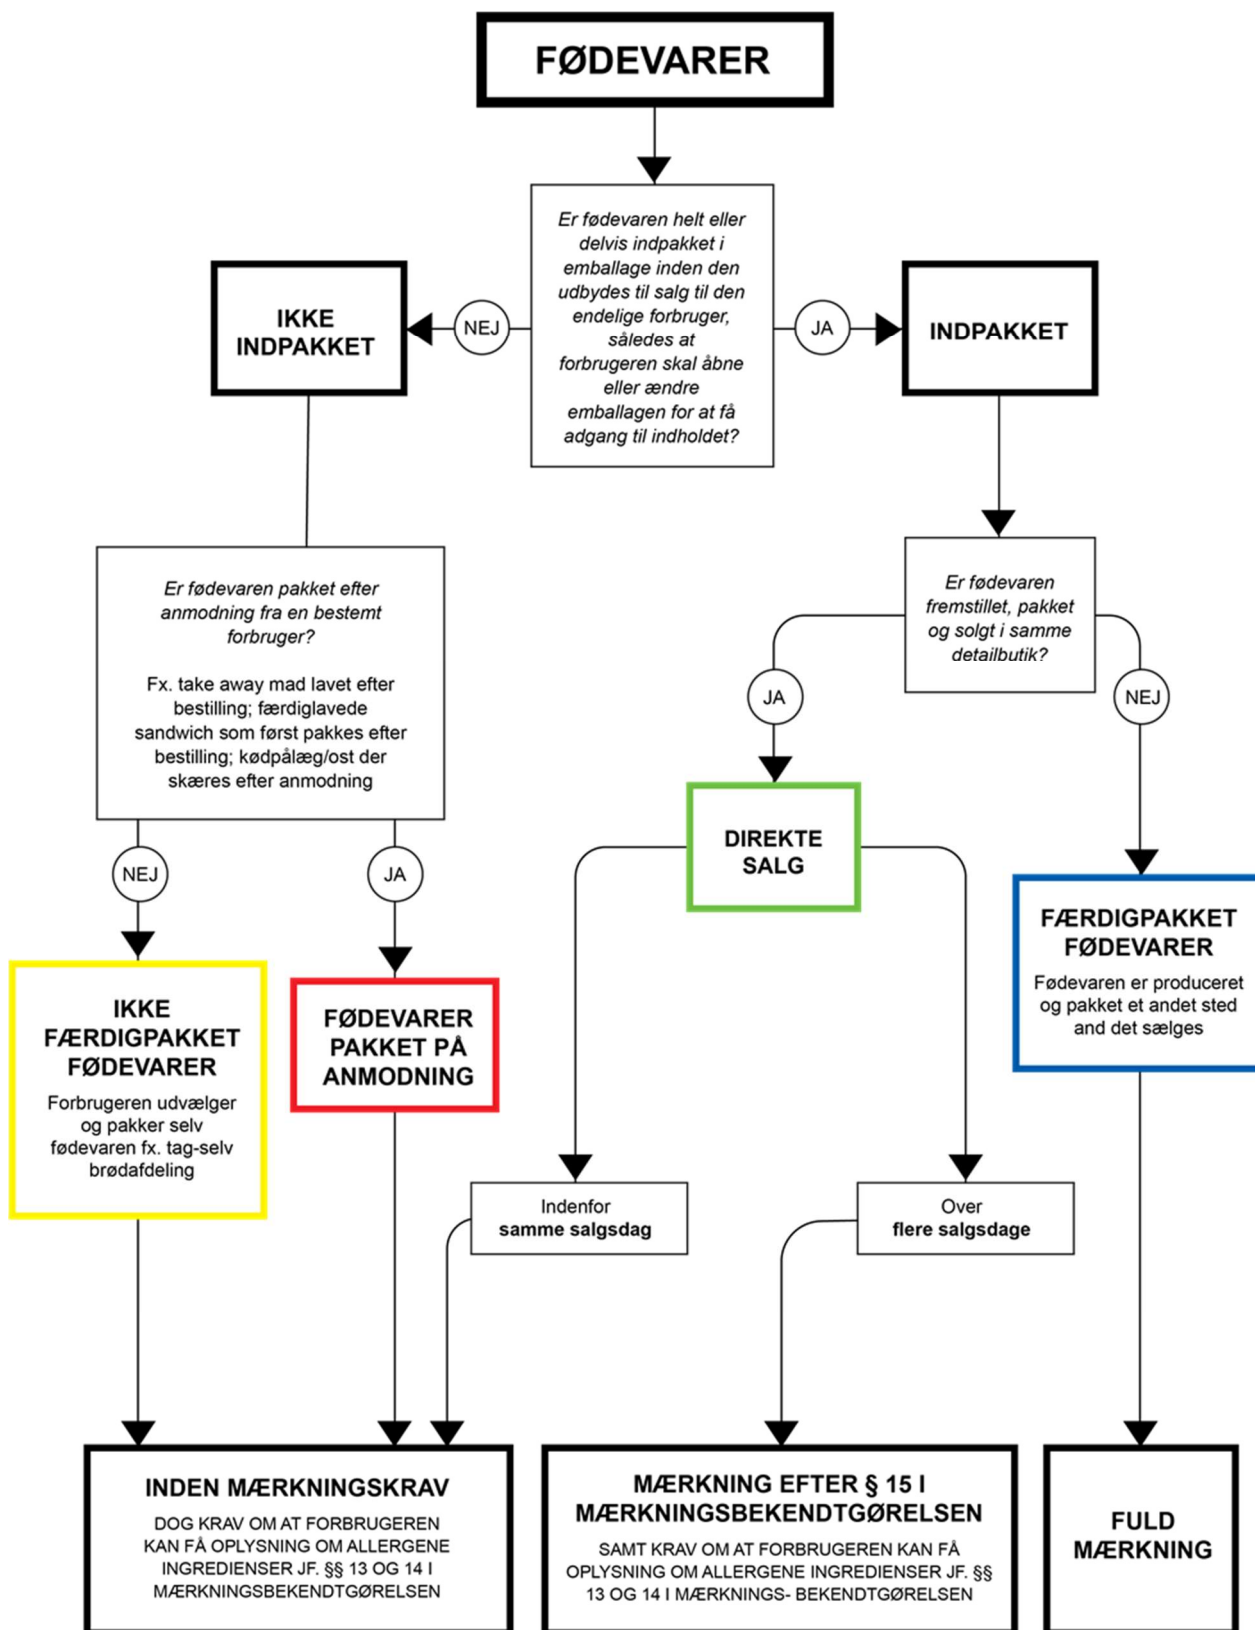 FØDEVARER
Er fødevaren helt eller
delvis indpakket i
emballage inden den
udbydes til salg til den
endelige forbruger,
således at
forbrugeren skal åbne
eller ændre
emballagen for at få
adgang til indholdet?
NEJ
JA
IKKE
INDPAKKET
INDPAKKET
Er fødevaren pakket efter
anmodning fra en bestemt
forbruger?
Fx. take away mad lavet efter
bestilling; færdiglavede
sandwich som først pakkes efter
bestilling; kødpålæg/ost der
skæres efter anmodning
Er fødevaren
fremstillet, pakket
og solgt i samme
detailbutik?
JA
NEJ
NEJ
JA
DIREKTE
SALG
FÆRDIGPAKKET
FØDEVARER
Fødevaren er produceret
og pakket et andet sted
and det sælges
IKKE
FÆRDIGPAKKET
FØDEVARER
Forbrugeren udvælger
og pakker selv
fødevaren fx. tag-selv
brødafdeling
FØDEVARER
PAKKET PÅ
ANMODNING
Indenfor
samme salgsdag
Over
flere salgsdage
INDEN MÆRKNINGSKRAV
DOG KRAV OM AT FORBRUGEREN
KAN FÅ OPLYSNING OM ALLERGENE
INGREDIENSER JF. §§ 13 OG 14 I
MÆRKNINGSBEKENDTGØRELSEN
MÆRKNING EFTER § 15 I
MÆRKNINGSBEKENDTGØRELSEN
SAMT KRAV OM AT FORBRUGEREN KAN FÅ
OPLYSNING OM ALLERGENE INGREDIENSER JF. §§
13 OG 14 I MÆRKNINGS- BEKENDTGØRELSEN
FULD
MÆRKNING